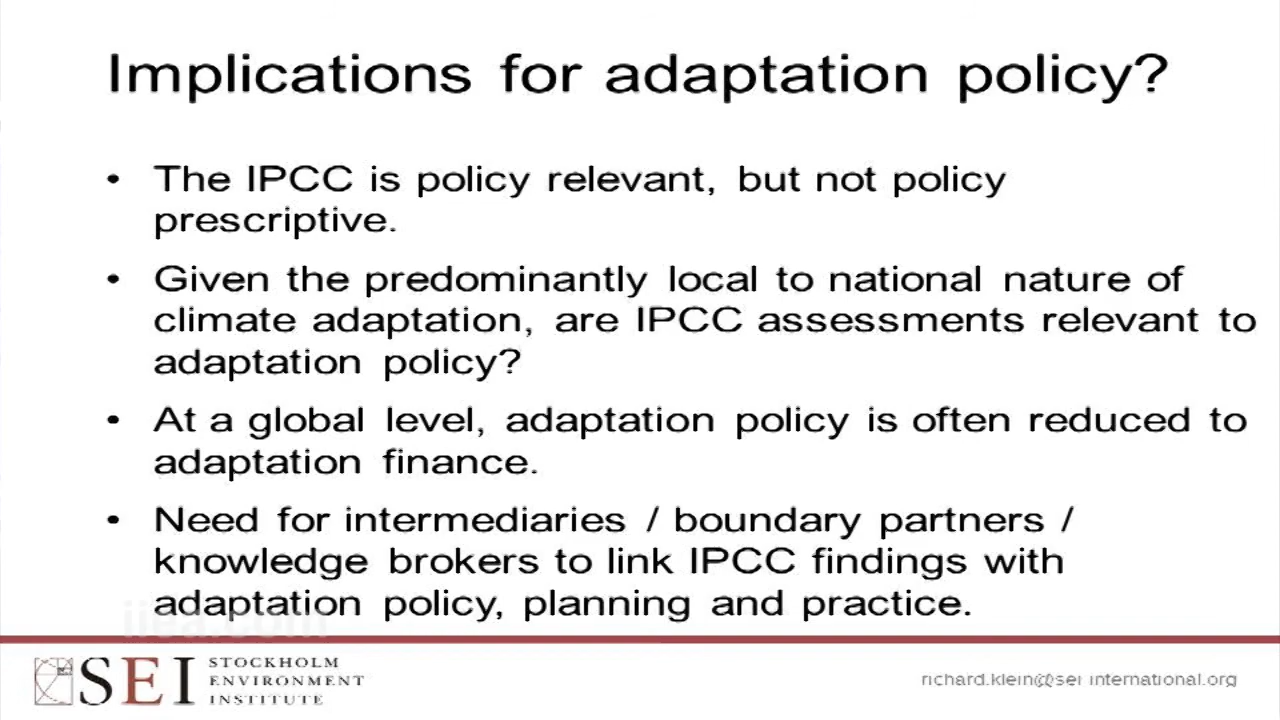 Implications for adaptation policy?
• The IPCC is policy relevant, but not policy
prescriptive.
• Given the predominantly local to national nature of
climate adaptation, are IPCC assessments relevant to
adaptation policy?
• At a global level, adaptation policy is often reduced to
adaptation finance.
• Need for intermediaries / boundary partners /
knowledge brokers to link IPCC findings with
adaptation policy, planning and practice.
iiea.com
SEI STOCKHOLM
ENVIRONMENT
INSTITUTE
richard.klein@sei-international.org